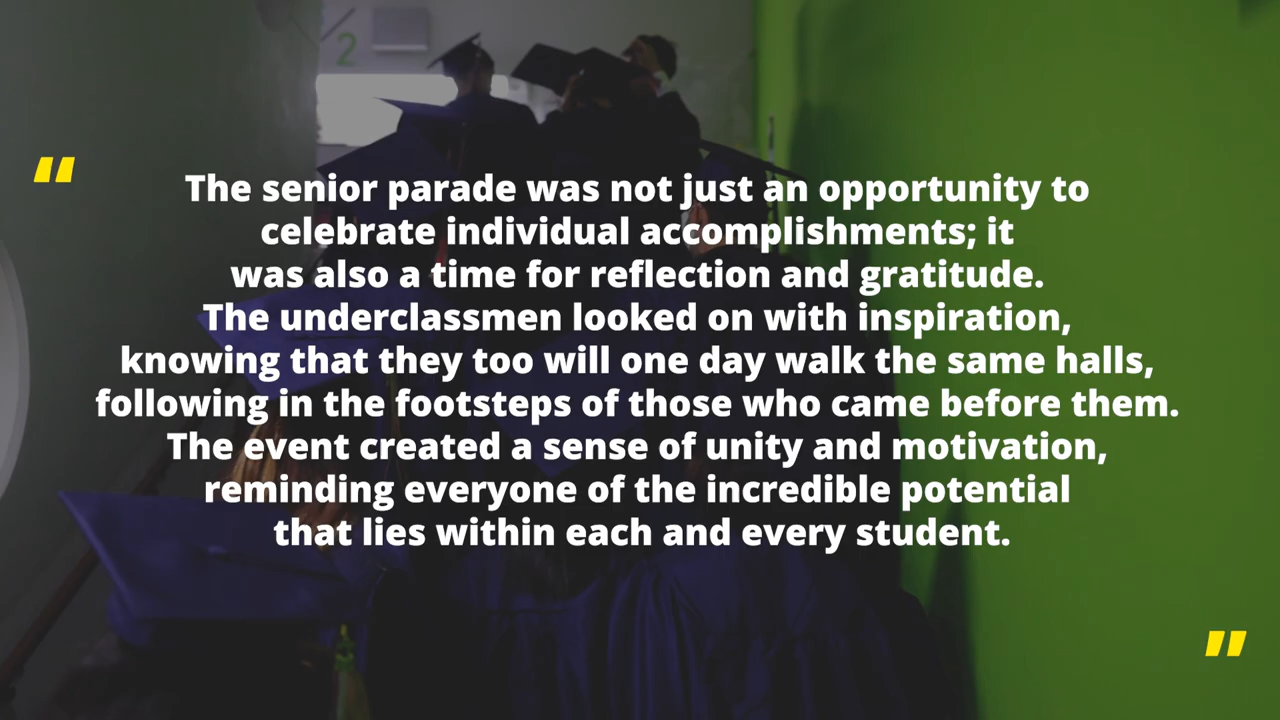 2
"
The senior parade was not just an opportunity to
celebrate individual accomplishments; it
was also a time for reflection and gratitude.
The underclassmen looked on with inspiration,
knowing that they too will one day walk the same halls,
following in the footsteps of those who came before them.
The event created a sense of unity and motivation,
reminding everyone of the incredible potential
that lies within each and every student.
"